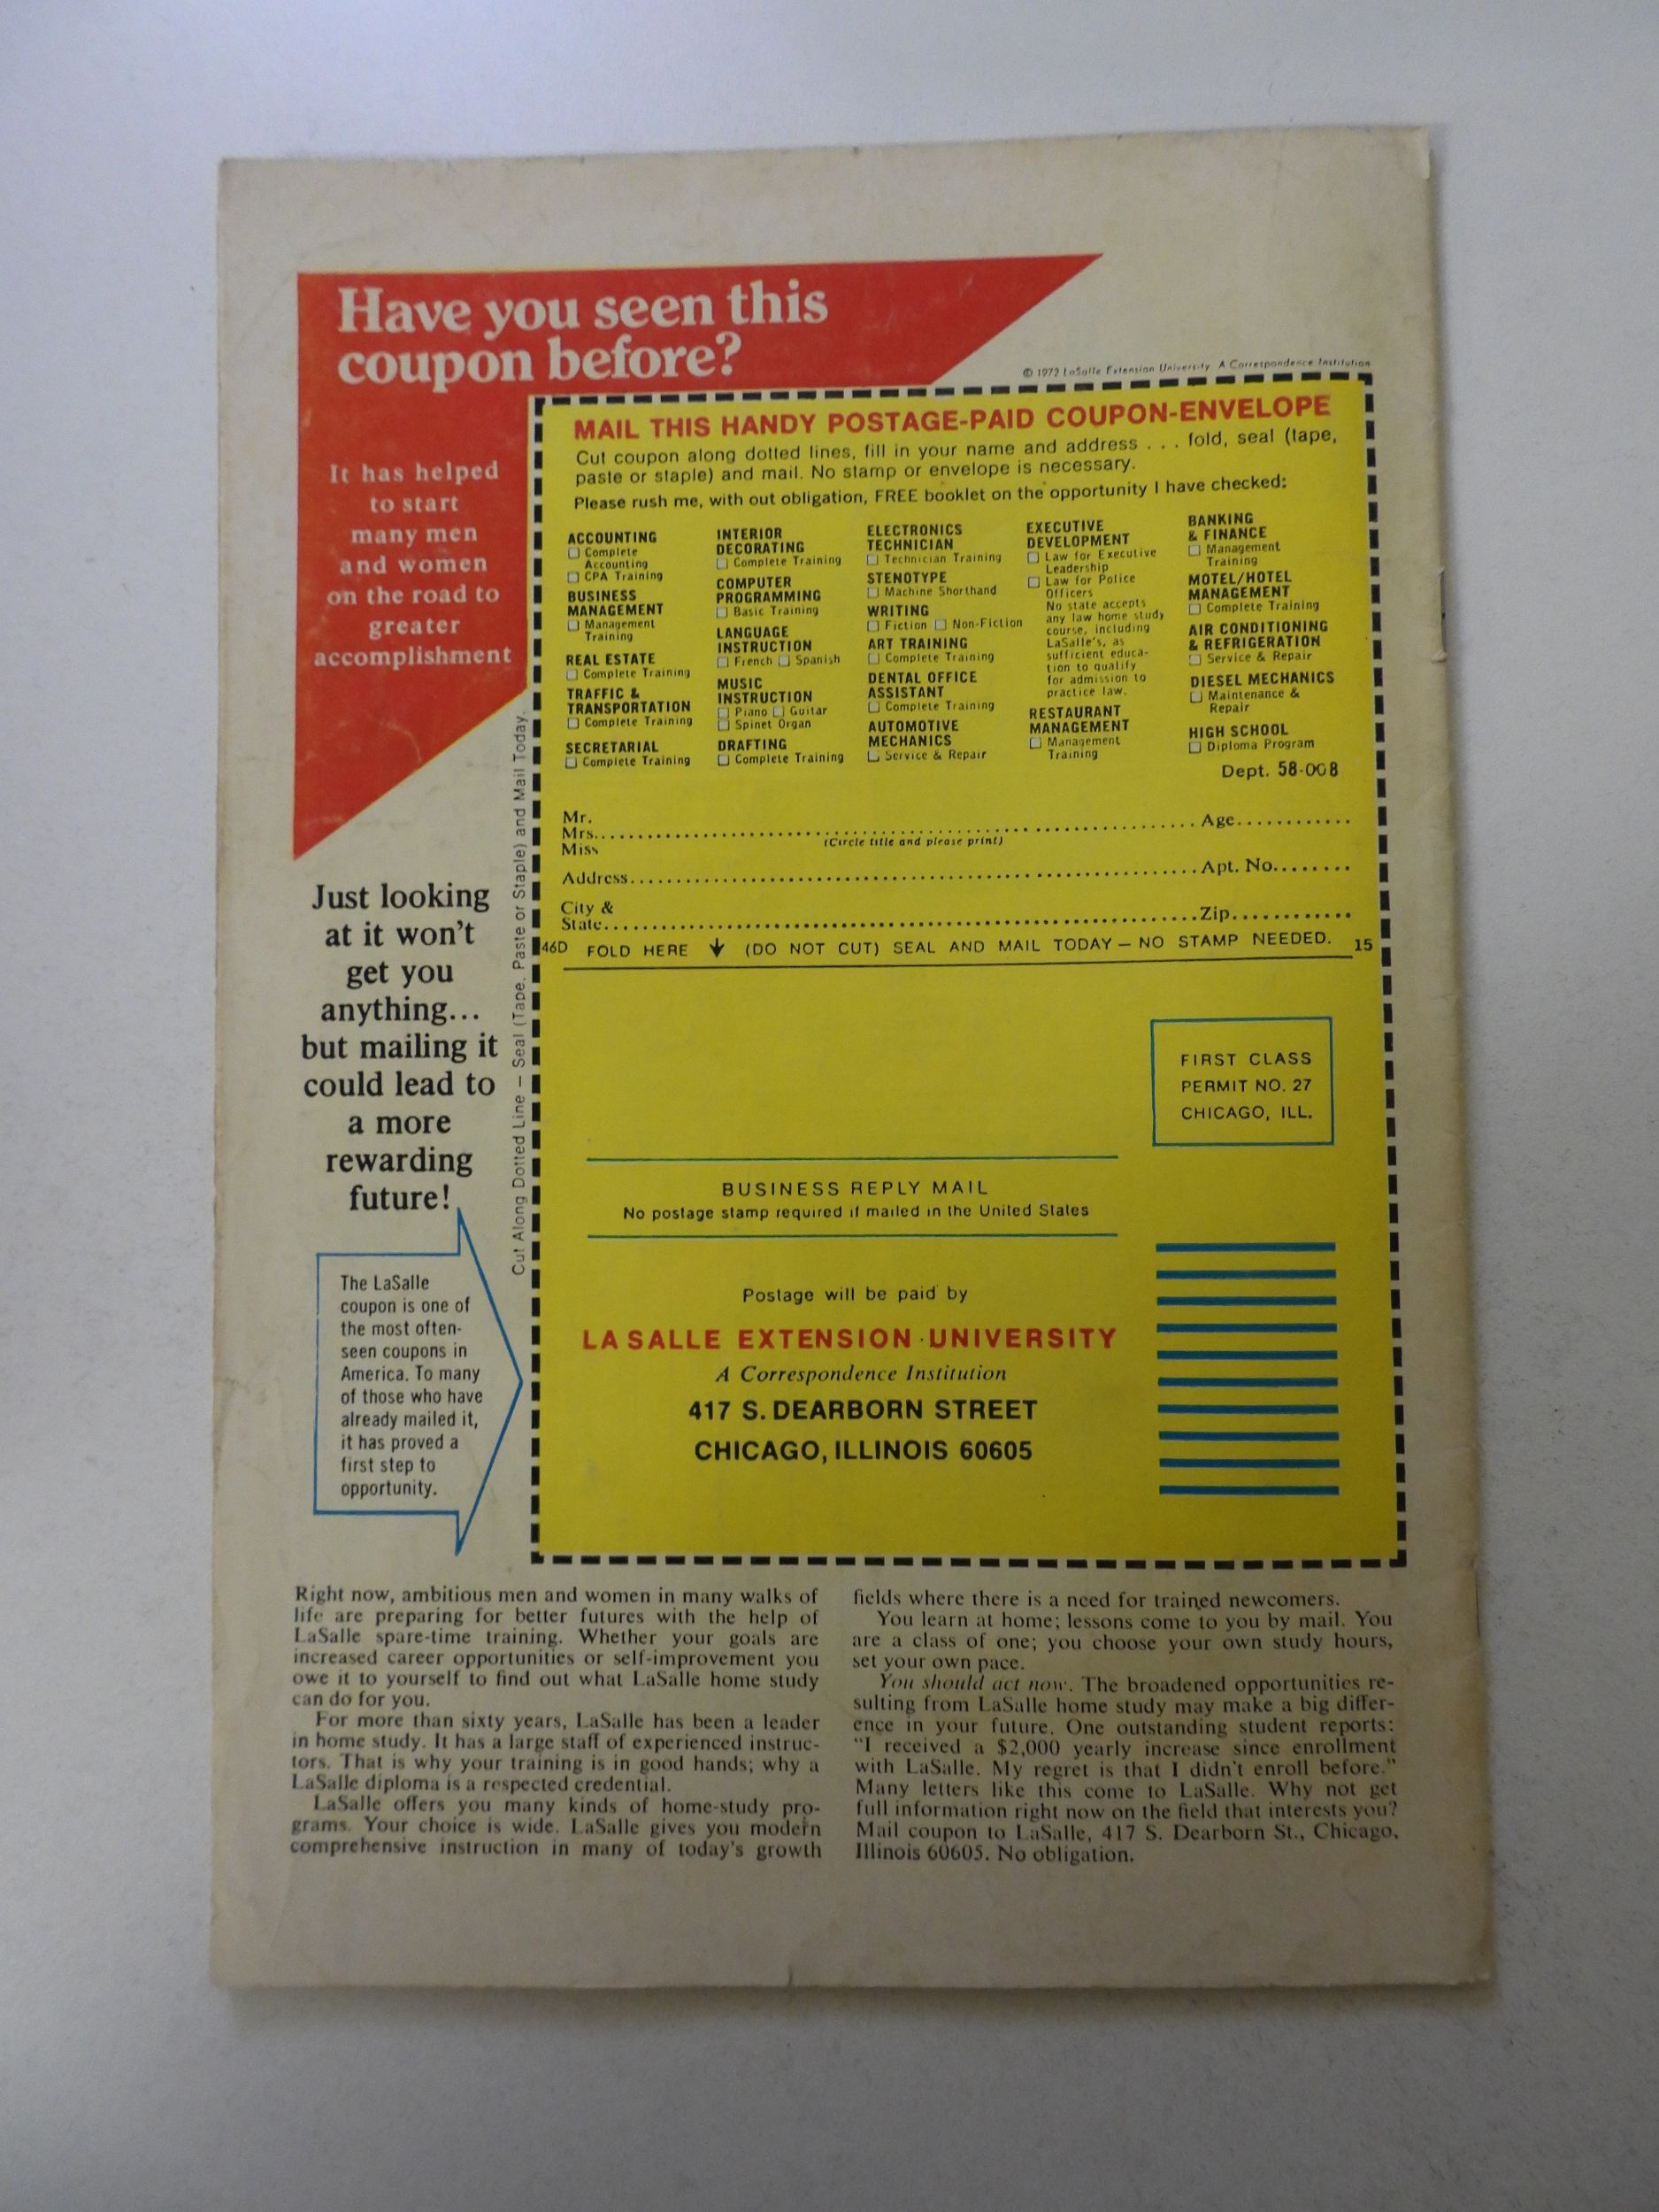 Have you seen this
coupon before?
© 1972 LaSalle Extension University A Correspondence Institution
It has helped
to start
many men
and women
on the road to
greater
accomplishment
Just looking
at it won't
get you
anything...
but mailing it
could lead to
a more
rewarding
future!
The LaSalle
coupon is one of
the most often-
seen coupons in
America. To many
of those who have
already mailed it,
it has proved a
first step to
opportunity.
Cut Along Dotted Line — Seal (Tape, Paste or Staple) and Mail Today.
MAIL THIS HANDY POSTAGE-PAID COUPON-ENVELOPE
Cut coupon along dotted lines, fill in your name and address . . . fold, seal (tape,
paste or staple) and mail. No stamp or envelope is necessary.
Please rush me, with out obligation, FREE booklet on the opportunity I have checked:
ACCOUNTING
☐ Complete
Accounting
☐ CPA Training
BUSINESS
MANAGEMENT
☐ Management
Training
REAL ESTATE
☐ Complete Training
TRAFFIC &
TRANSPORTATION
☐ Complete Training
SECRETARIAL
☐ Complete Training
INTERIOR
DECORATING
☐ Complete Training
COMPUTER
PROGRAMMING
☐ Basic Training
LANGUAGE
INSTRUCTION
☐ French ☐ Spanish
MUSIC
INSTRUCTION
☐ Piano ☐ Guitar
☐ Spinet Organ
DRAFTING
☐ Complete Training
ELECTRONICS
TECHNICIAN
☐ Technician Training
STENOTYPE
☐ Machine Shorthand
WRITING
☐ Fiction ☐ Non-Fiction
ART TRAINING
☐ Complete Training
DENTAL OFFICE
ASSISTANT
☐ Complete Training
AUTOMOTIVE
MECHANICS
☐ Service & Repair
EXECUTIVE
DEVELOPMENT
☐ Law for Executive
Leadership
☐ Law for Police
Officers
No state accepts
any law home study
course, including
LaSalle's, as
sufficient educa-
tion to qualify
for admission to
practice law.
RESTAURANT
MANAGEMENT
☐ Management
Training
BANKING
& FINANCE
☐ Management
Training
MOTEL/HOTEL
MANAGEMENT
☐ Complete Training
AIR CONDITIONING
& REFRIGERATION
☐ Service & Repair
DIESEL MECHANICS
☐ Maintenance &
Repair
HIGH SCHOOL
☐ Diploma Program
Dept. 58-008
Mr.
Mrs. Age
Miss (Circle title and please print)
Address Apt. No.
City &
State Zip
46D FOLD HERE ↓ (DO NOT CUT) SEAL AND MAIL TODAY — NO STAMP NEEDED. 15
FIRST CLASS
PERMIT NO. 27
CHICAGO, ILL.
BUSINESS REPLY MAIL
No postage stamp required if mailed in the United States
Postage will be paid by
LA SALLE EXTENSION UNIVERSITY
A Correspondence Institution
417 S. DEARBORN STREET
CHICAGO, ILLINOIS 60605
Right now, ambitious men and women in many walks of
life are preparing for better futures with the help of
LaSalle spare-time training. Whether your goals are
increased career opportunities or self-improvement you
owe it to yourself to find out what LaSalle home study
can do for you.
For more than sixty years, LaSalle has been a leader
in home study. It has a large staff of experienced instruc-
tors. That is why your training is in good hands; why a
LaSalle diploma is a respected credential.
LaSalle offers you many kinds of home-study pro-
grams. Your choice is wide. LaSalle gives you modern
comprehensive instruction in many of today's growth
fields where there is a need for trained newcomers.
You learn at home; lessons come to you by mail. You
are a class of one; you choose your own study hours,
set your own pace.
You should act now. The broadened opportunities re-
sulting from LaSalle home study may make a big differ-
ence in your future. One outstanding student reports:
"I received a $2,000 yearly increase since enrollment
with LaSalle. My regret is that I didn't enroll before."
Many letters like this come to LaSalle. Why not get
full information right now on the field that interests you?
Mail coupon to LaSalle, 417 S. Dearborn St., Chicago,
Illinois 60605. No obligation.